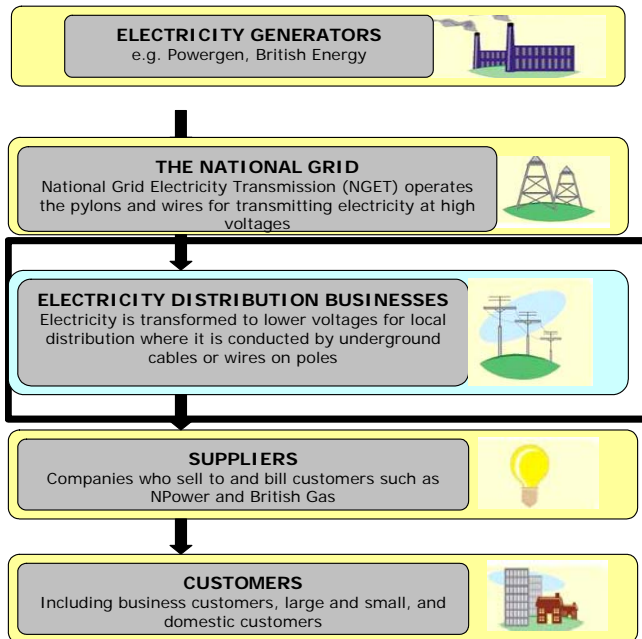 ELECTRICITY GENERATORS
e.g. Powergen, British Energy
THE NATIONAL GRID
National Grid Electricity Transmission (NGET) operates
the pylons and wires for transmitting electricity at high
voltages
ELECTRICITY DISTRIBUTION BUSINESSES
Electricity is transformed to lower voltages for local
distribution where it is conducted by underground
cables or wires on poles
SUPPLIERS
Companies who sell to and bill customers such as
NPower and British Gas
CUSTOMERS
Including business customers, large and small, and
domestic customers